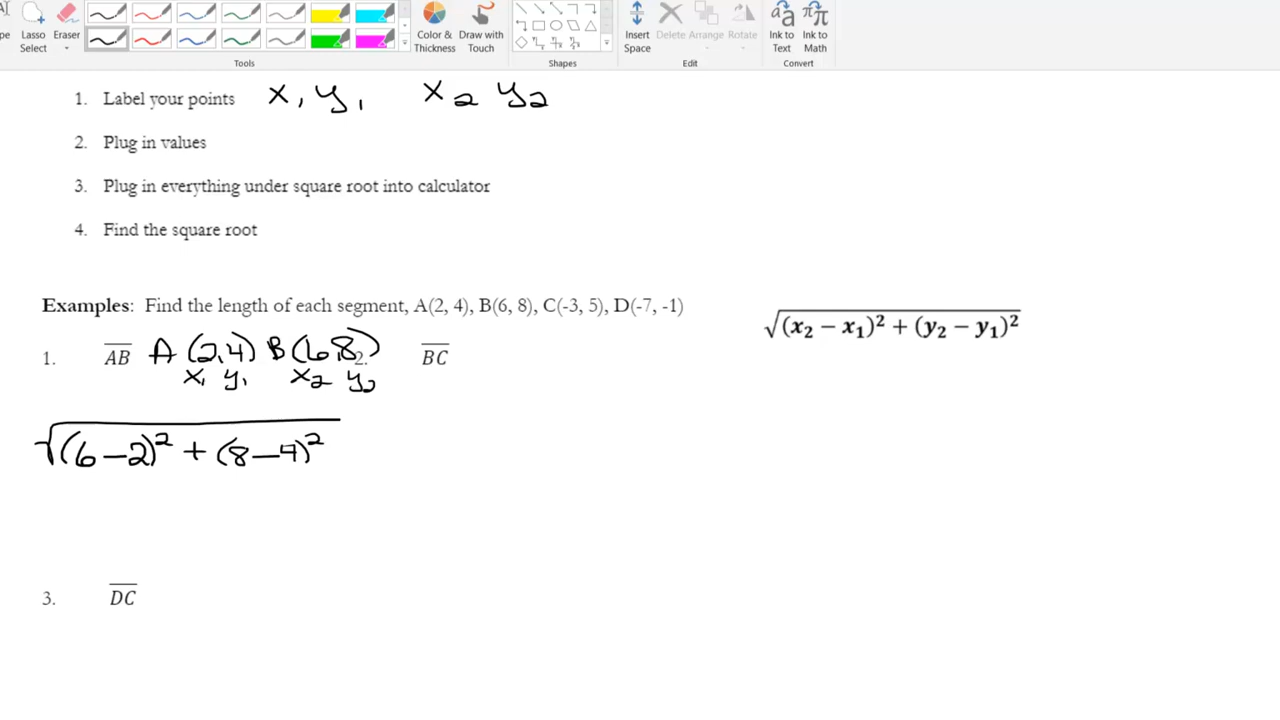 Lasso Select
Eraser
Color & Thickness
Draw with Touch
Insert Space
Delete
Arrange
Rotate
Ink to Text
Ink to Math
Tools
Shapes
Edit
Convert
1. Label your points x₁ y₁ x₂ y₂
2. Plug in values
3. Plug in everything under square root into calculator
4. Find the square root
Examples: Find the length of each segment, A(2, 4), B(6, 8), C(-3, 5), D(-7, -1)
√(x₂ − x₁)² + (y₂ − y₁)²
1. AB A (2,4) B (6,8) 2. BC
x₁ y₁ x₂ y₂
√(6−2)² + (8−4)²
3. DC